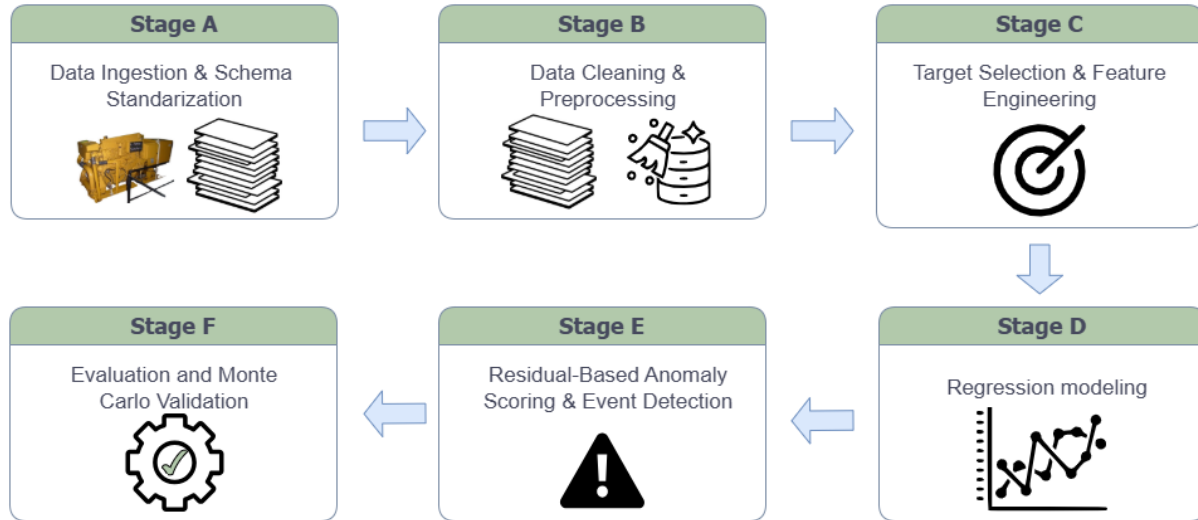 Stage A
Data Ingestion & Schema
Standarization
Stage B
Data Cleaning &
Preprocessing
Stage C
Target Selection & Feature
Engineering
Stage D
Regression modeling
Stage E
Residual-Based Anomaly
Scoring & Event Detection
Stage F
Evaluation and Monte
Carlo Validation